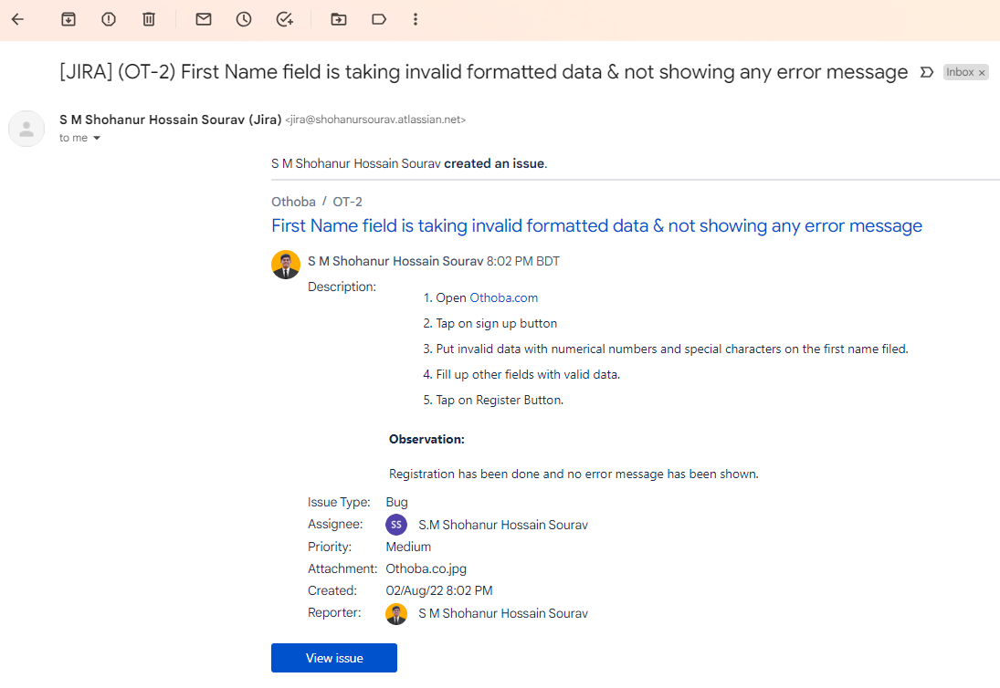 [JIRA] (OT-2) First Name field is taking invalid formatted data & not showing any error message Inbox ×
S M Shohanur Hossain Sourav (Jira) <jira@shohanursourav.atlassian.net>
to me
S M Shohanur Hossain Sourav created an issue.
Othoba / OT-2
First Name field is taking invalid formatted data & not showing any error message
S M Shohanur Hossain Sourav 8:02 PM BDT
Description:
1. Open Othoba.com
2. Tap on sign up button
3. Put invalid data with numerical numbers and special characters on the first name filed.
4. Fill up other fields with valid data.
5. Tap on Register Button.
Observation:
Registration has been done and no error message has been shown.
Issue Type: Bug
Assignee: SS S.M Shohanur Hossain Sourav
Priority: Medium
Attachment: Othoba.co.jpg
Created: 02/Aug/22 8:02 PM
Reporter: S M Shohanur Hossain Sourav
View issue